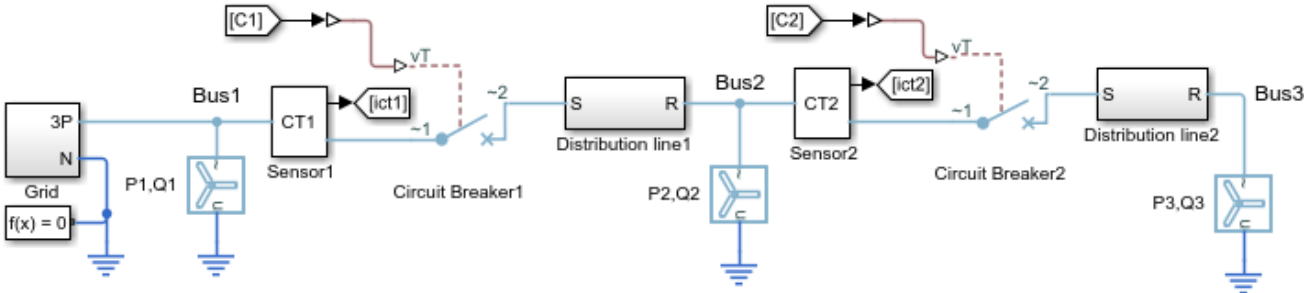 [C1]
[C2]
vT
vT
Bus1
[ict1]
~2
S
R
Bus2
[ict2]
~2
S
R
Bus3
3P
CT1
~1
Distribution line1
CT2
~1
Distribution line2
N
Sensor1
Sensor2
Grid
P1,Q1
~
Circuit Breaker1
P2,Q2
~
Circuit Breaker2
P3,Q3
~
f(x) = 0
n
n
n